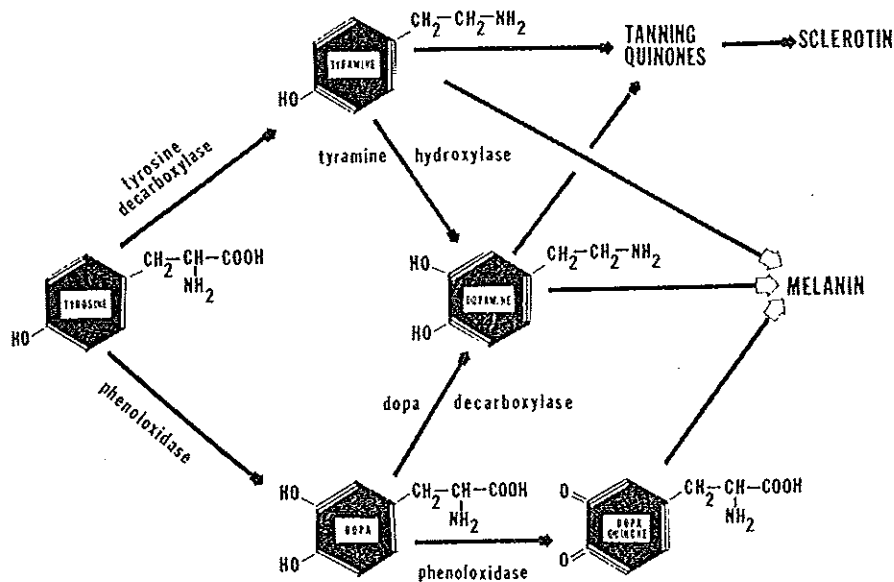 CH2–CH2–NH2
TYRAMINE
HO
TANNING
QUINONES
SCLEROTIN
tyrosine
decarboxylase
tyramine hydroxylase
CH2–CH–COOH
NH2
TYROSINE
HO
HO
CH2–CH2–NH2
DOPAMINE
HO
MELANIN
phenoloxidase
dopa decarboxylase
HO
CH2–CH–COOH
NH2
DOPA
HO
phenoloxidase
O
CH2–CH–COOH
NH2
DOPA
QUINONE
O